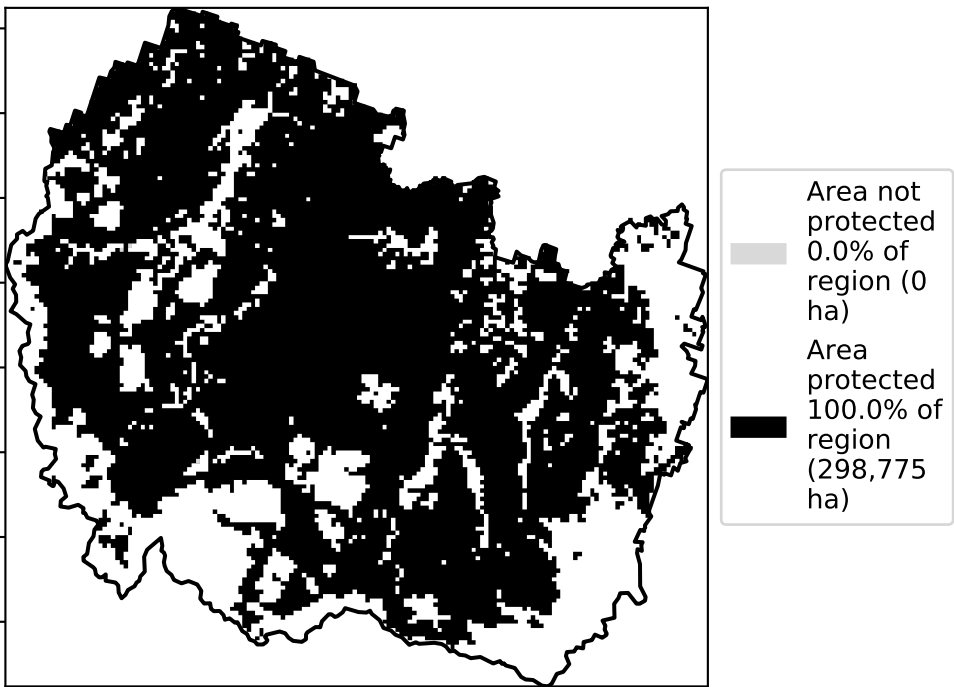 Area not
protected
0.0% of
region (0
ha)
Area
protected
100.0% of
region
(298,775
ha)